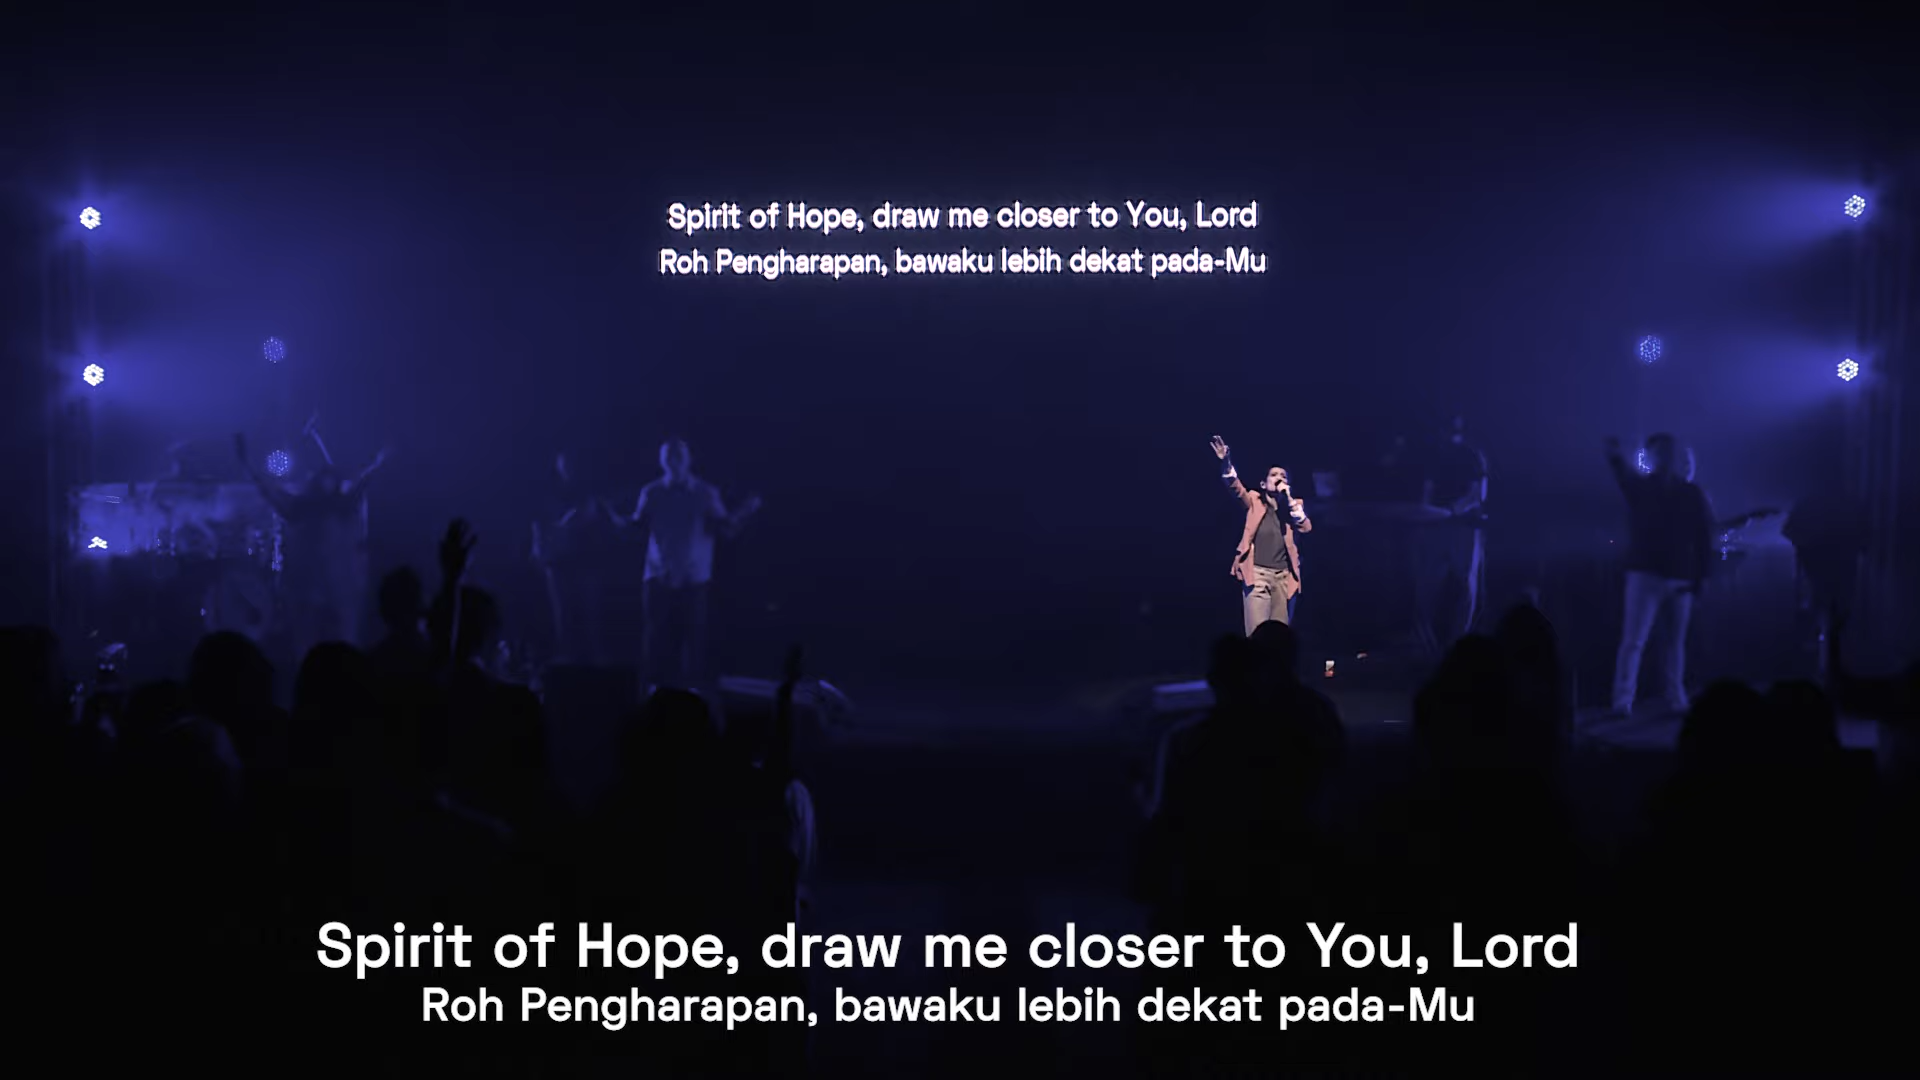 Spirit of Hope, draw me closer to You, Lord
Roh Pengharapan, bawaku lebih dekat pada-Mu
Spirit of Hope, draw me closer to You, Lord
Roh Pengharapan, bawaku lebih dekat pada-Mu